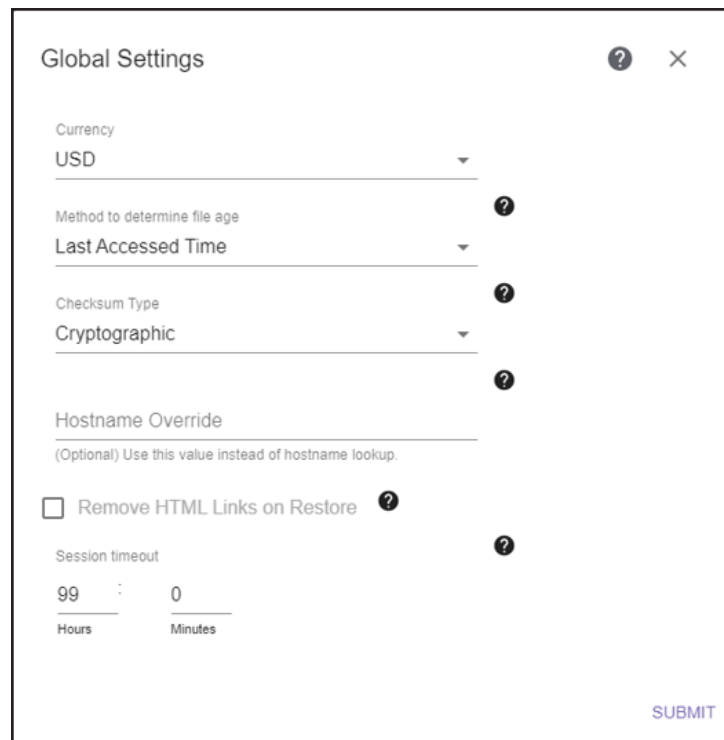 Global Settings
Currency
USD
Method to determine file age
Last Accessed Time
Checksum Type
Cryptographic
Hostname Override
(Optional) Use this value instead of hostname lookup.
Remove HTML Links on Restore
Session timeout
99 : 0
Hours Minutes
SUBMIT